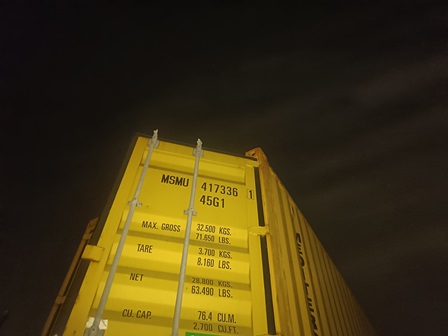 MSMU 417336 1
45G1
MAX. GROSS 32.500 KGS.
71.650 LBS.
TARE 3.700 KGS.
8.160 LBS.
NET 28.800 KGS.
63.490 LBS.
CU. CAP. 76.4 CU.M.
2.700 CU.FT.